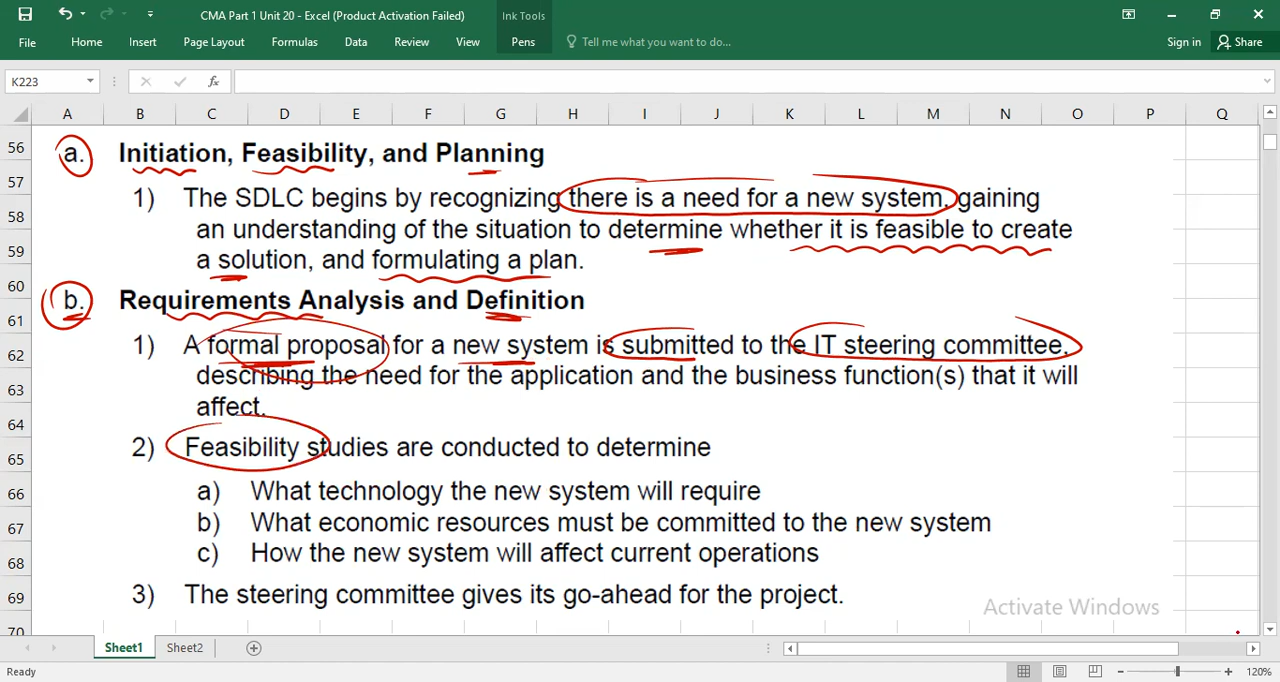 CMA Part 1 Unit 20 - Excel (Product Activation Failed)
Ink Tools
File Home Insert Page Layout Formulas Data Review View Pens Tell me what you want to do... Sign in Share
K223 fx
A B C D E F G H I J K L M N O P Q
56 a. Initiation, Feasibility, and Planning
57 1) The SDLC begins by recognizing there is a need for a new system, gaining
58 an understanding of the situation to determine whether it is feasible to create
59 a solution, and formulating a plan.
60
61 b. Requirements Analysis and Definition
62 1) A formal proposal for a new system is submitted to the IT steering committee,
63 describing the need for the application and the business function(s) that it will
64 affect.
65 2) Feasibility studies are conducted to determine
66 a) What technology the new system will require
67 b) What economic resources must be committed to the new system
68 c) How the new system will affect current operations
69 3) The steering committee gives its go-ahead for the project.
70
Activate Windows
Sheet1 Sheet2
Ready 120%